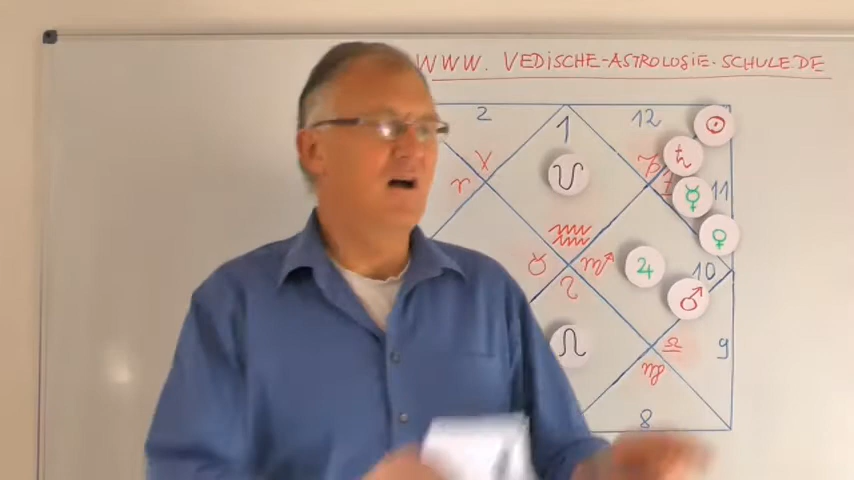 WWW. VEDISCHE-ASTROLOGIE-SCHULE.DE
2 1 12
☋ ☉
♄
♈ ♓ ♑ ☿ 11
♒ ♀
♉ ♏ ♃ 10
♂
☊ ♎ 9
♍
8